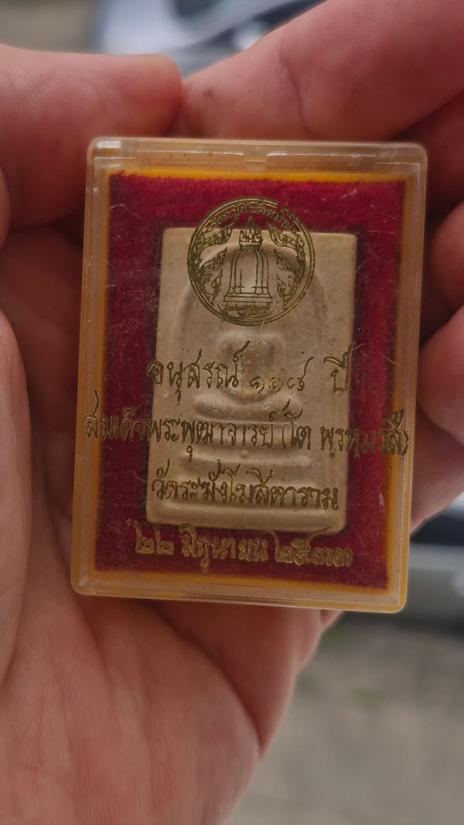 อนุสรณ์ ๑๑๘ ปี
สมเด็จพระพุฒาจารย์ (โต พฺรหฺมรํสี)
วัดระฆังโฆสิตาราม
๒๒ มิถุนายน ๒๕๓๓